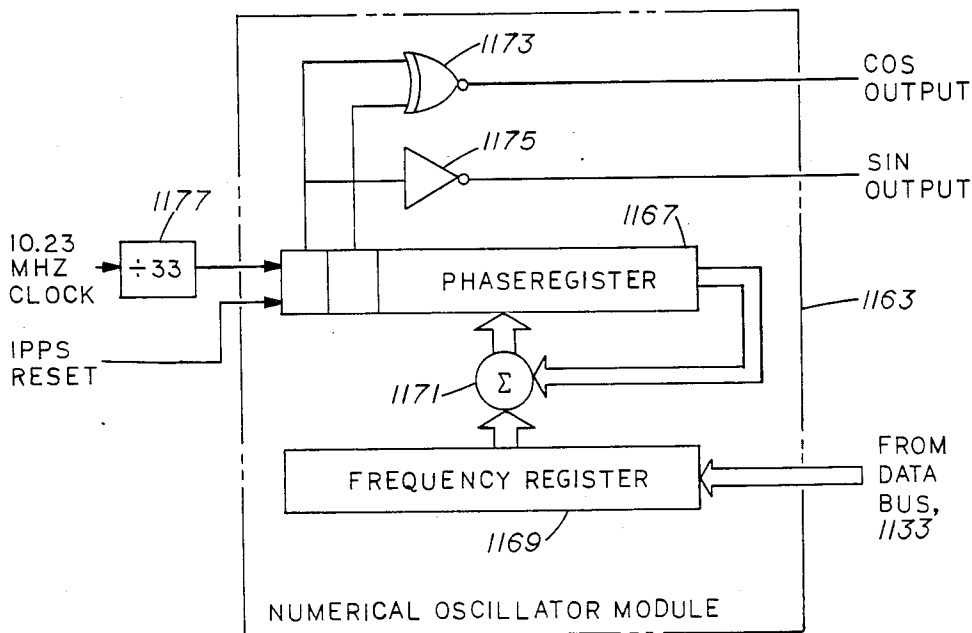 1173
COS
OUTPUT
1175
SIN
OUTPUT
1177
1167
10.23
MHZ
CLOCK
÷33
PHASEREGISTER
1163
1PPS
RESET
1171
Σ
FROM
DATA
BUS,
1133
FREQUENCY REGISTER
1169
NUMERICAL OSCILLATOR MODULE